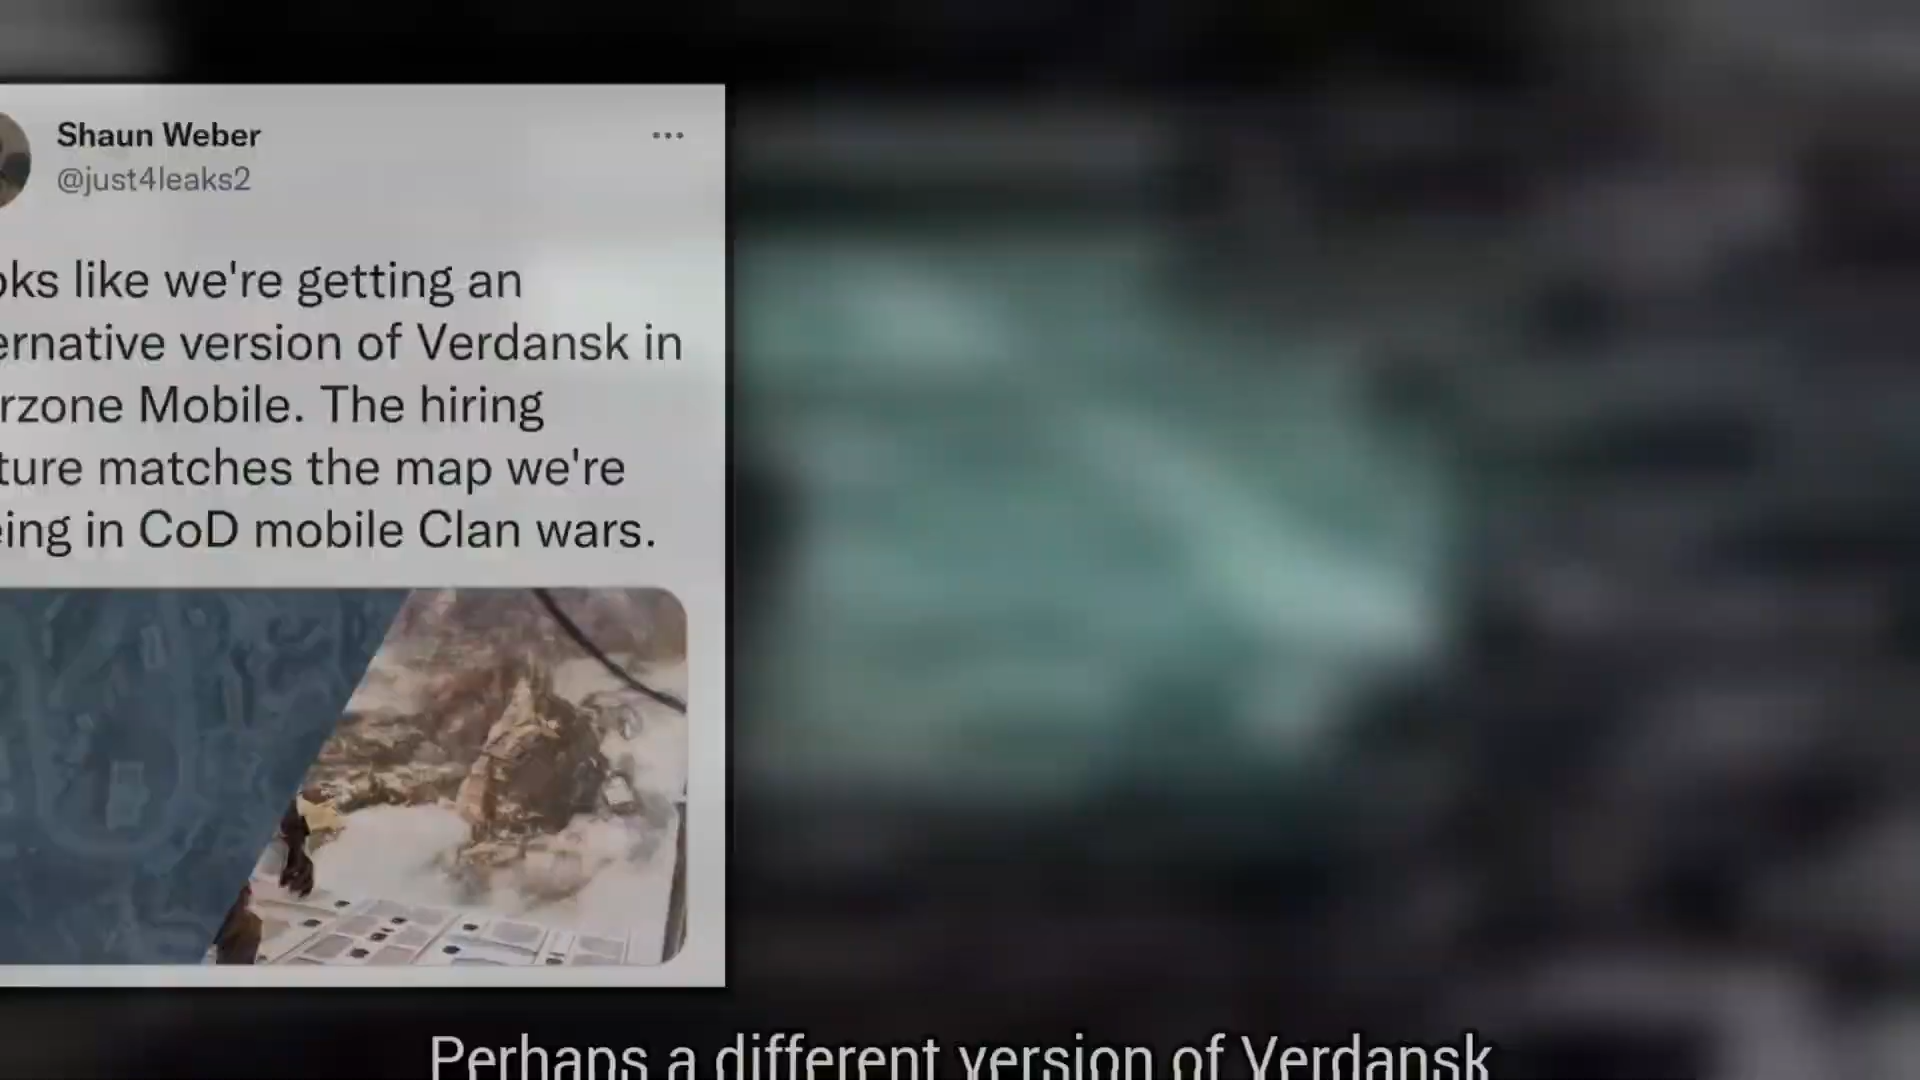 Shaun Weber
@just4leaks2
oks like we're getting an
ernative version of Verdansk in
rzone Mobile. The hiring
ture matches the map we're
eing in CoD mobile Clan wars.
Perhaps a different version of Verdansk